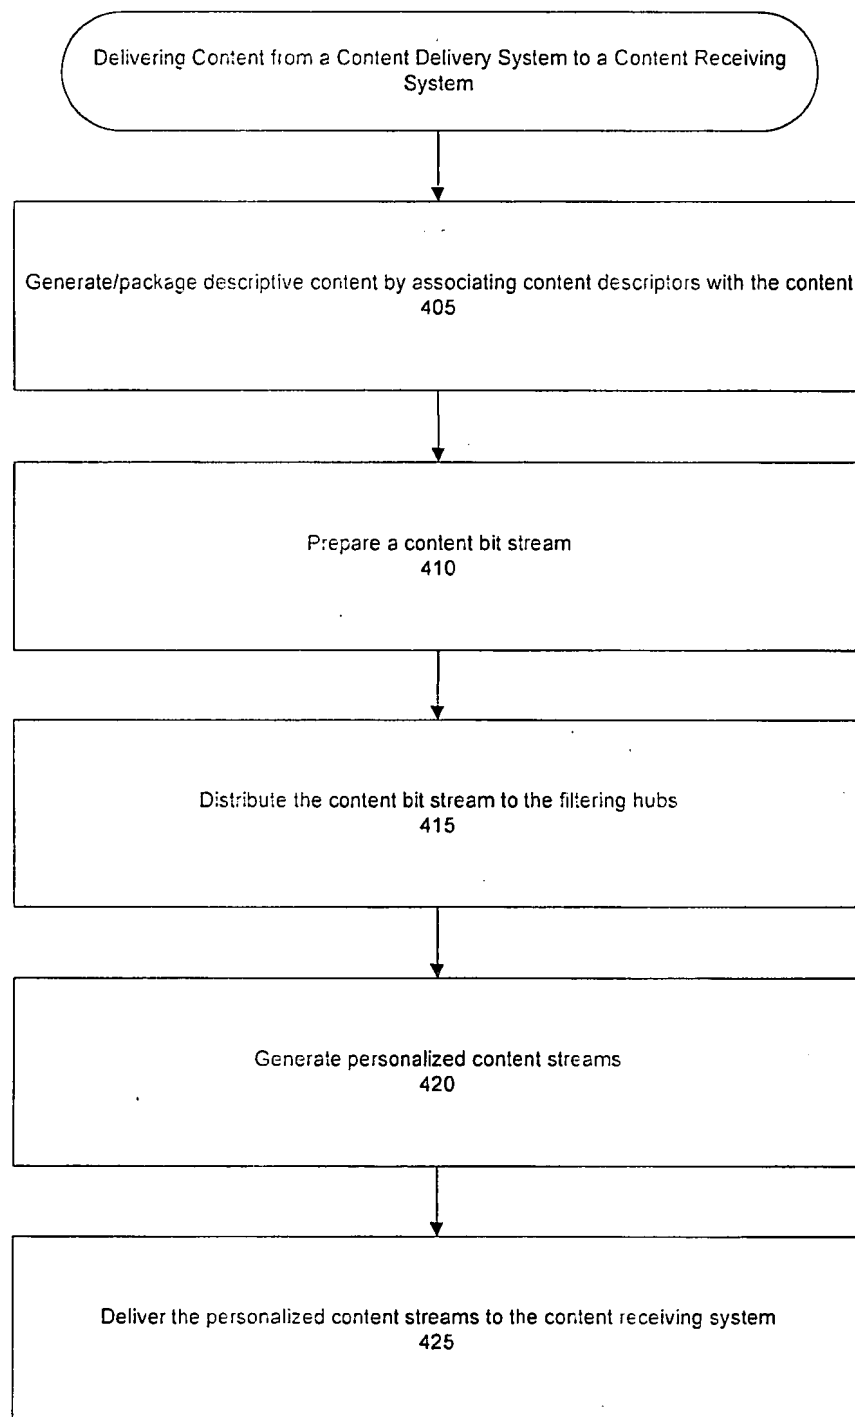 Delivering Content from a Content Delivery System to a Content Receiving
System
Generate/package descriptive content by associating content descriptors with the content
405
Prepare a content bit stream
410
Distribute the content bit stream to the filtering hubs
415
Generate personalized content streams
420
Deliver the personalized content streams to the content receiving system
425